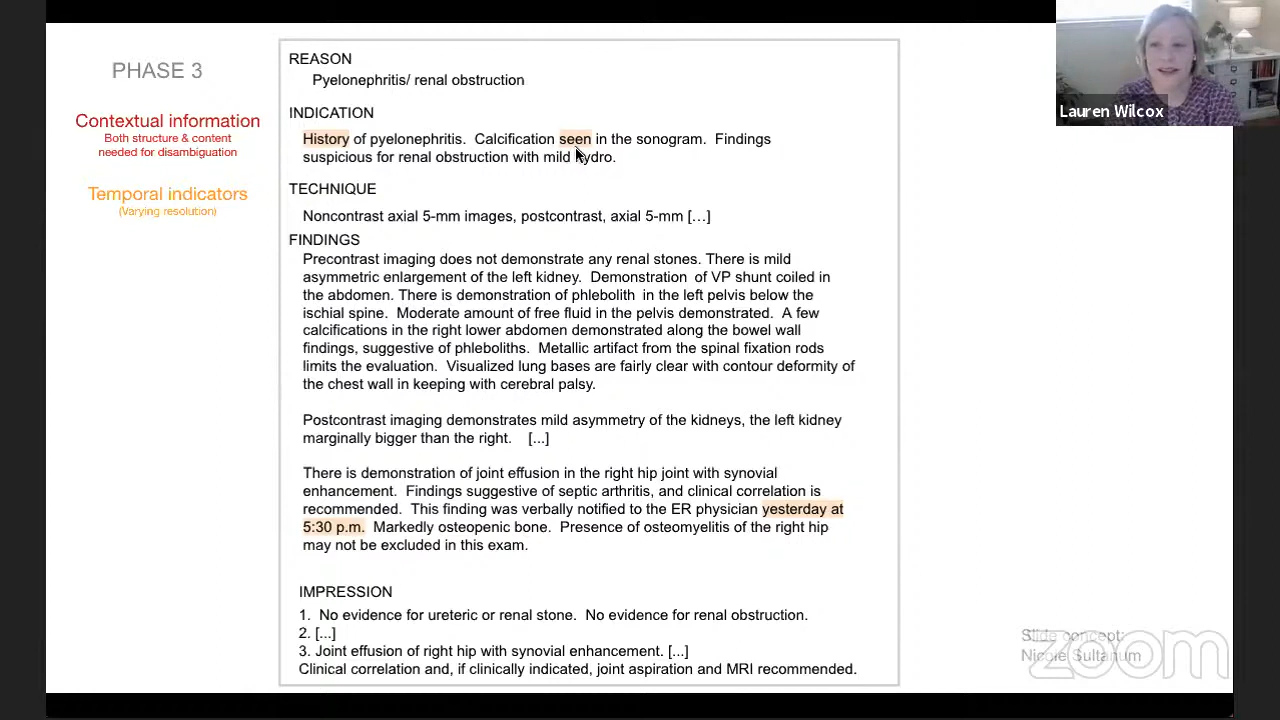 PHASE 3
Contextual information
Both structure & content
needed for disambiguation
Temporal indicators
(Varying resolution)
REASON
Pyelonephritis/ renal obstruction
INDICATION
History of pyelonephritis. Calcification seen in the sonogram. Findings
suspicious for renal obstruction with mild hydro.
TECHNIQUE
Noncontrast axial 5-mm images, postcontrast, axial 5-mm [...]
FINDINGS
Precontrast imaging does not demonstrate any renal stones. There is mild
asymmetric enlargement of the left kidney. Demonstration of VP shunt coiled in
the abdomen. There is demonstration of phlebolith in the left pelvis below the
ischial spine. Moderate amount of free fluid in the pelvis demonstrated. A few
calcifications in the right lower abdomen demonstrated along the bowel wall
findings, suggestive of phleboliths. Metallic artifact from the spinal fixation rods
limits the evaluation. Visualized lung bases are fairly clear with contour deformity of
the chest wall in keeping with cerebral palsy.
Postcontrast imaging demonstrates mild asymmetry of the kidneys, the left kidney
marginally bigger than the right. [...]
There is demonstration of joint effusion in the right hip joint with synovial
enhancement. Findings suggestive of septic arthritis, and clinical correlation is
recommended. This finding was verbally notified to the ER physician yesterday at
5:30 p.m. Markedly osteopenic bone. Presence of osteomyelitis of the right hip
may not be excluded in this exam.
IMPRESSION
1. No evidence for ureteric or renal stone. No evidence for renal obstruction.
2. [...]
3. Joint effusion of right hip with synovial enhancement. [...]
Clinical correlation and, if clinically indicated, joint aspiration and MRI recommended.
Lauren Wilcox
Slide concept:
Nicole Sultanum
zoom